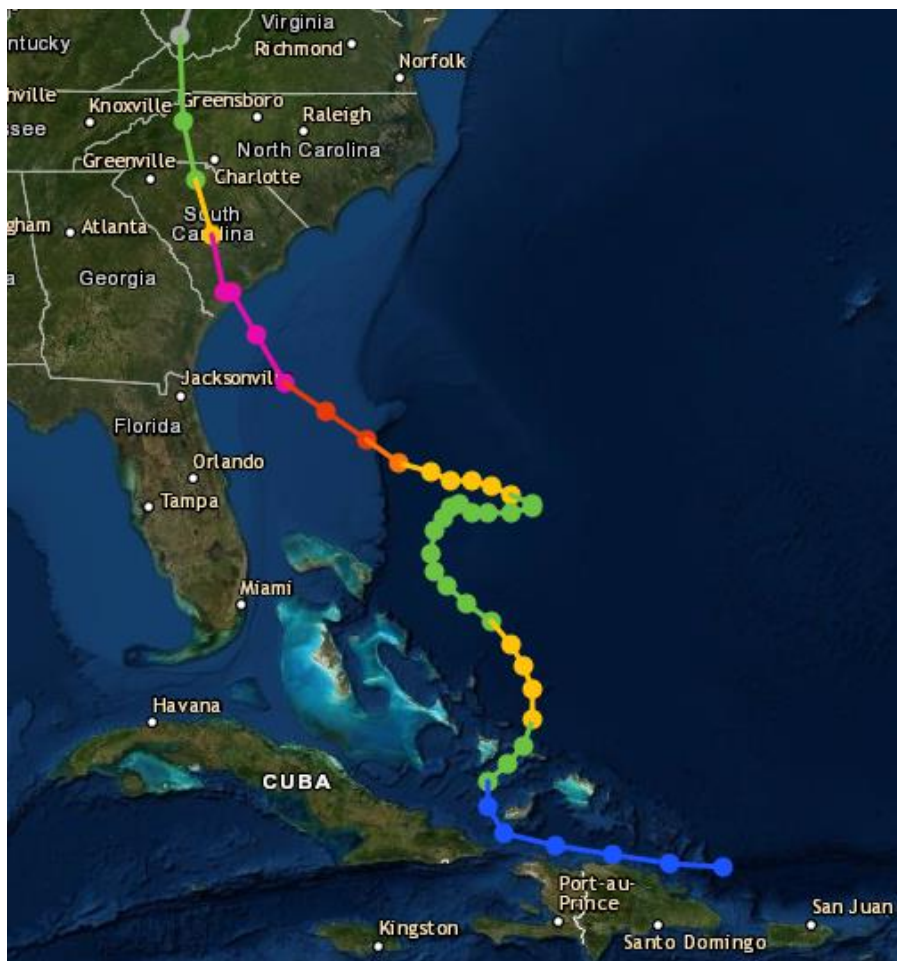 Virginia
ntucky
Richmond
Norfolk
hville
Knoxville
Greensboro
Raleigh
ssee
North Carolina
Greenville
Charlotte
South
Carolina
gham
Atlanta
a
Georgia
Jacksonvil
Florida
Orlando
Tampa
Miami
Havana
CUBA
Port-au-
Prince
San Juan
Kingston
Santo Domingo